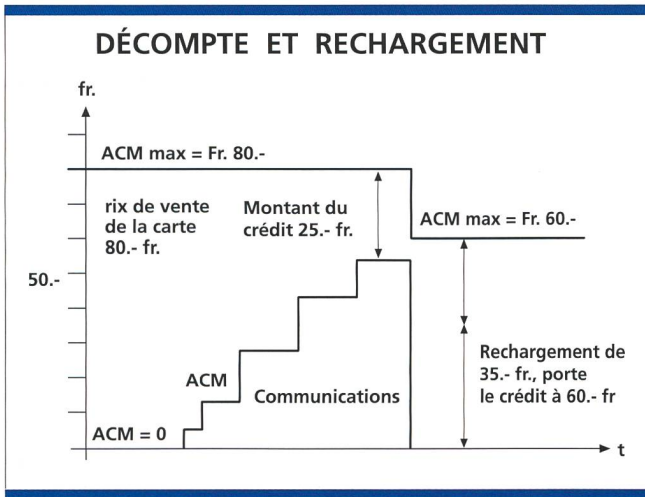 DÉCOMPTE ET RECHARGEMENT
fr.
ACM max = Fr. 80.-
rix de vente
de la carte
80.- fr.
Montant du
crédit 25.- fr.
ACM max = Fr. 60.-
50.-
Rechargement de
35.- fr., porte
le crédit à 60.- fr
ACM
Communications
ACM = 0
t